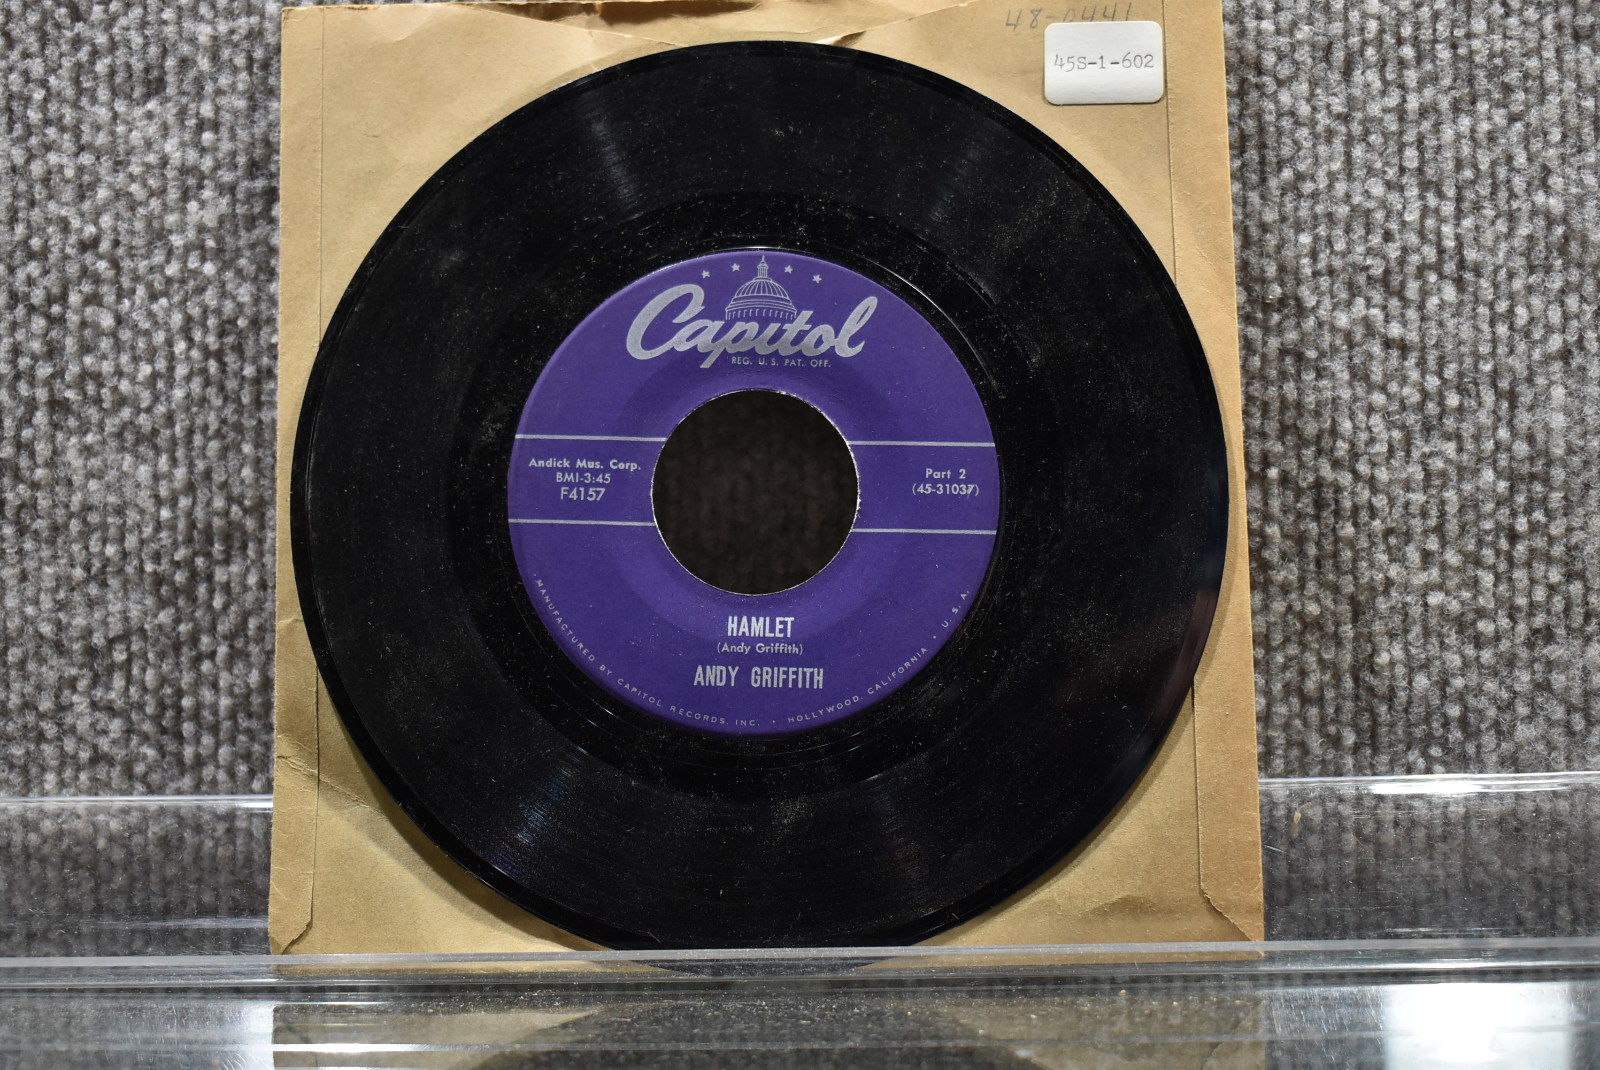 48-0441
45S-1-602
Capitol
REG. U.S. PAT. OFF.
Andick Mus. Corp.
BMI-3:45
F4157
Part 2
(45-31037)
HAMLET
(Andy Griffith)
ANDY GRIFFITH
MANUFACTURED BY CAPITOL RECORDS, INC. • HOLLYWOOD, CALIFORNIA • U.S.A.